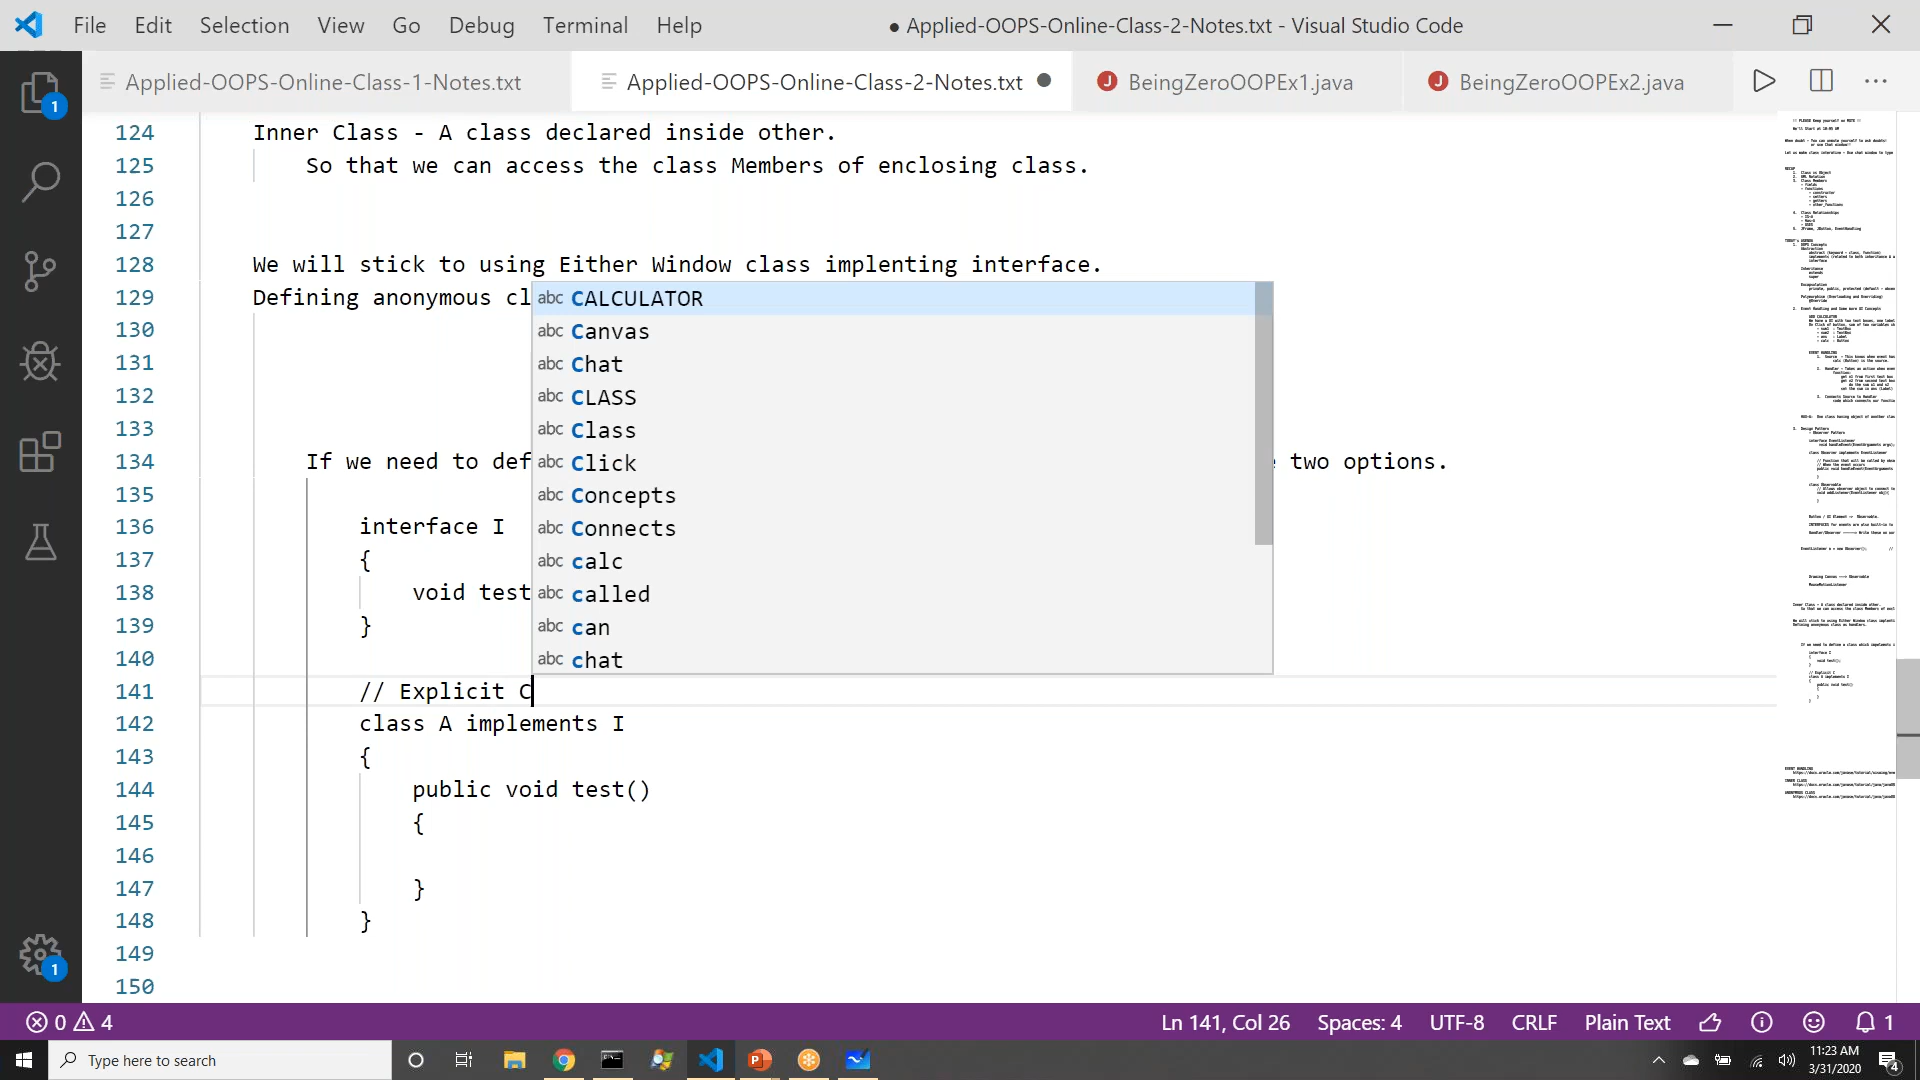 File Edit Selection View Go Debug Terminal Help ● Applied-OOPS-Online-Class-2-Notes.txt - Visual Studio Code
Applied-OOPS-Online-Class-1-Notes.txt Applied-OOPS-Online-Class-2-Notes.txt J BeingZeroOOPEx1.java J BeingZeroOOPEx2.java
124 Inner Class - A class declared inside other.
125 So that we can access the class Members of enclosing class.
126
127
128 We will stick to using Either Window class implenting interface.
129 Defining anonymous cl
130
131
132
133
134 If we need to def two options.
135
136 interface I
137 {
138 void test
139 }
140
141 // Explicit C
142 class A implements I
143 {
144 public void test()
145 {
146
147 }
148 }
149
150
abc CALCULATOR
abc Canvas
abc Chat
abc CLASS
abc Class
abc Click
abc Concepts
abc Connects
abc calc
abc called
abc can
abc chat
1
1
0 4 Ln 141, Col 26 Spaces: 4 UTF-8 CRLF Plain Text 1
Type here to search
11:23 AM
3/31/2020
4